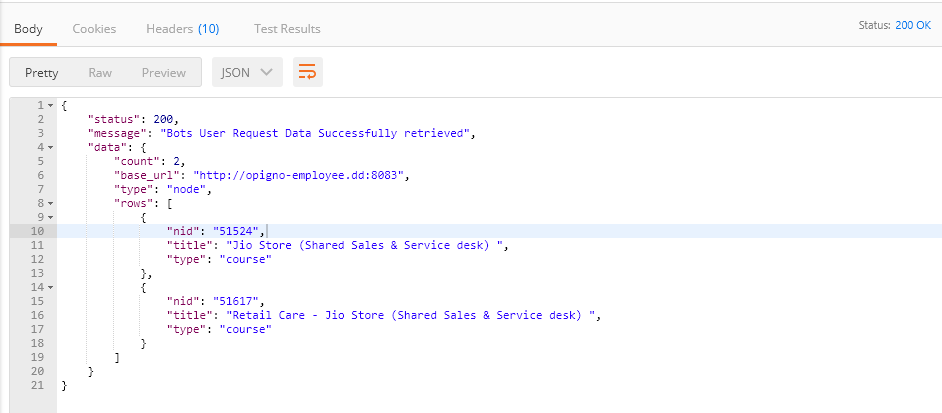 Body Cookies Headers (10) Test Results Status: 200 OK
Pretty Raw Preview JSON
1 {
2 "status": 200,
3 "message": "Bots User Request Data Successfully retrieved",
4 "data": {
5 "count": 2,
6 "base_url": "http://opigno-employee.dd:8083",
7 "type": "node",
8 "rows": [
9 {
10 "nid": "51524",
11 "title": "Jio Store (Shared Sales & Service desk) ",
12 "type": "course"
13 },
14 {
15 "nid": "51617",
16 "title": "Retail Care - Jio Store (Shared Sales & Service desk) ",
17 "type": "course"
18 }
19 ]
20 }
21 }